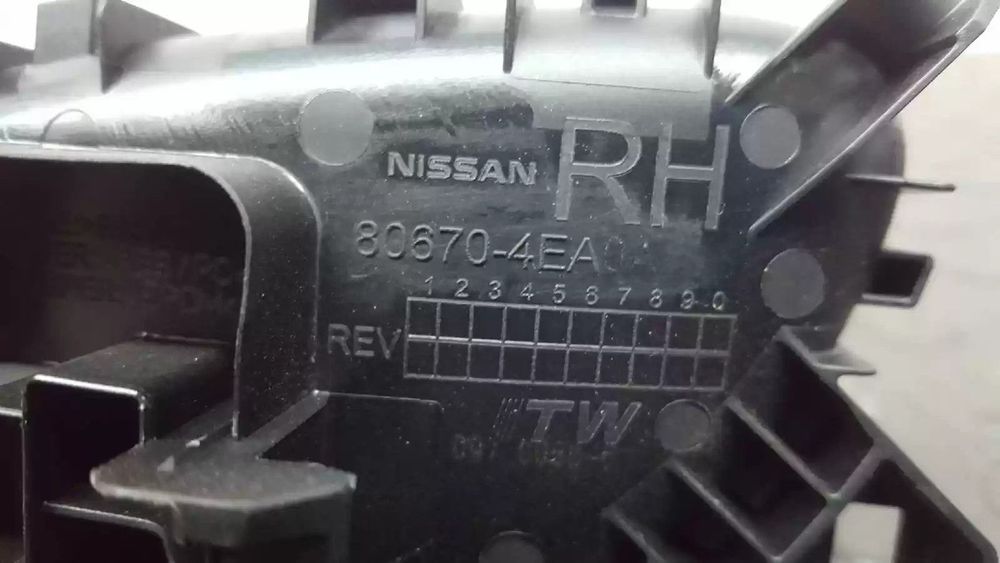 NISSAN RH
80670-4EA0
1 2 3 4 5 6 7 8 9 0
REV
TW